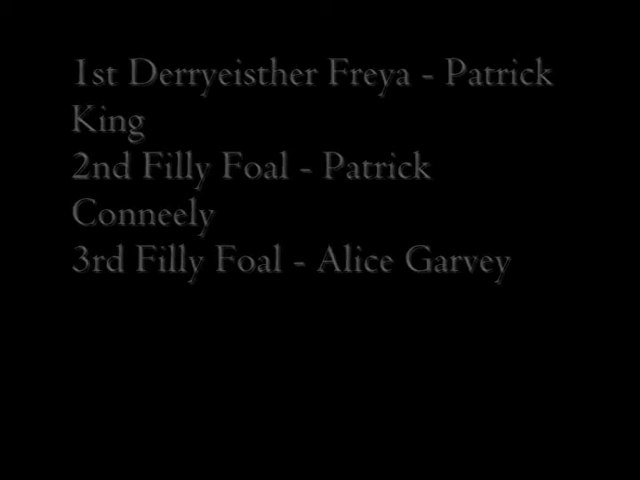 1st Derryeisther Freya - Patrick
King
2nd Filly Foal - Patrick
Conneely
3rd Filly Foal - Alice Garvey